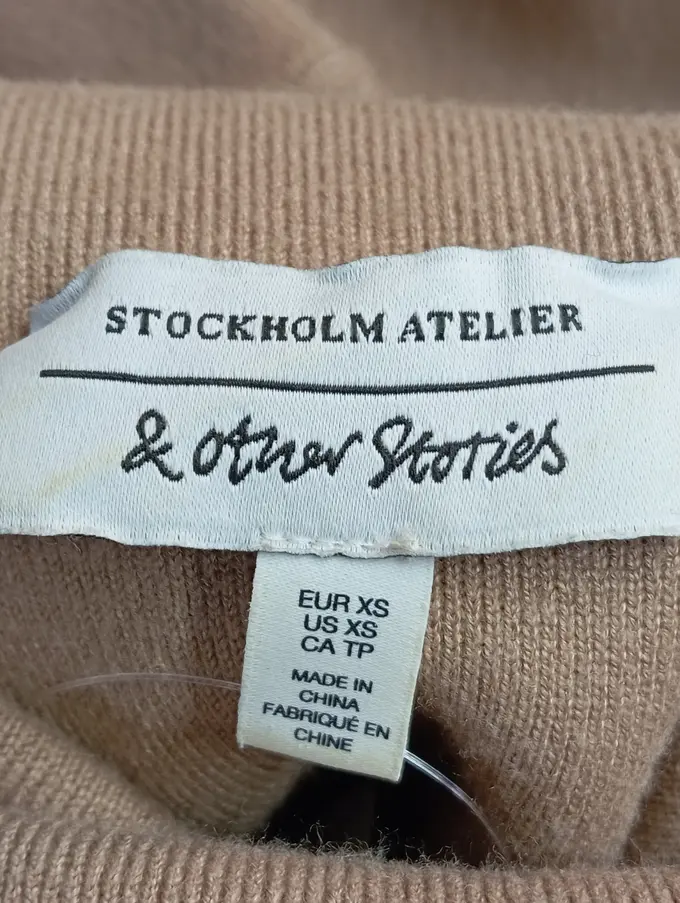 STOCKHOLM ATELIER
& other Stories
EUR XS
US XS
CA TP
MADE IN
CHINA
FABRIQUÉ EN
CHINE